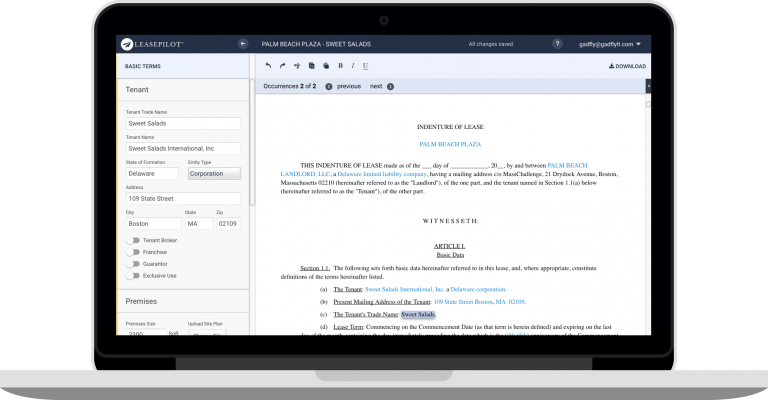 LEASEPILOT
PALM BEACH PLAZA - SWEET SALADS
All changes saved
?
gadfly@gadflylt.com
BASIC TERMS
B I U
DOWNLOAD
Occurrences 2 of 2 previous next
Tenant
Tenant Trade Name
Sweet Salads
Tenant Name
Sweet Salads International, Inc.
State of Formation Entity Type
Delaware Corporation
Address
109 State Street
City State Zip
Boston MA 02109
Tenant Broker
Franchise
Guarantor
Exclusive Use
Premises
Premises Size Upload Site Plan
2300 Sqft
INDENTURE OF LEASE
PALM BEACH PLAZA
THIS INDENTURE OF LEASE made as of the ___ day of ____________, 20__, by and between PALM BEACH
LANDLORD, LLC, a Delaware limited liability company, having a mailing address c/o MassChallenge, 21 Drydock Avenue, Boston,
Massachusetts 02210 (hereinafter referred to as the "Landlord"), of the one part, and the tenant named in Section 1.1(a) below
(hereinafter referred to as the "Tenant"), of the other part.
W I T N E S S E T H:
ARTICLE I.
Basic Data
Section 1.1. The following sets forth basic data hereinafter referred to in this lease, and, where appropriate, constitute
definitions of the terms hereinafter listed.
(a) The Tenant: Sweet Salads International, Inc. a Delaware corporation.
(b) Present Mailing Address of the Tenant: 109 State Street Boston, MA 02109.
(c) The Tenant's Trade Name: Sweet Salads.
(d) Lease Term: Commencing on the Commencement Date (as that term is herein defined) and expiring on the last